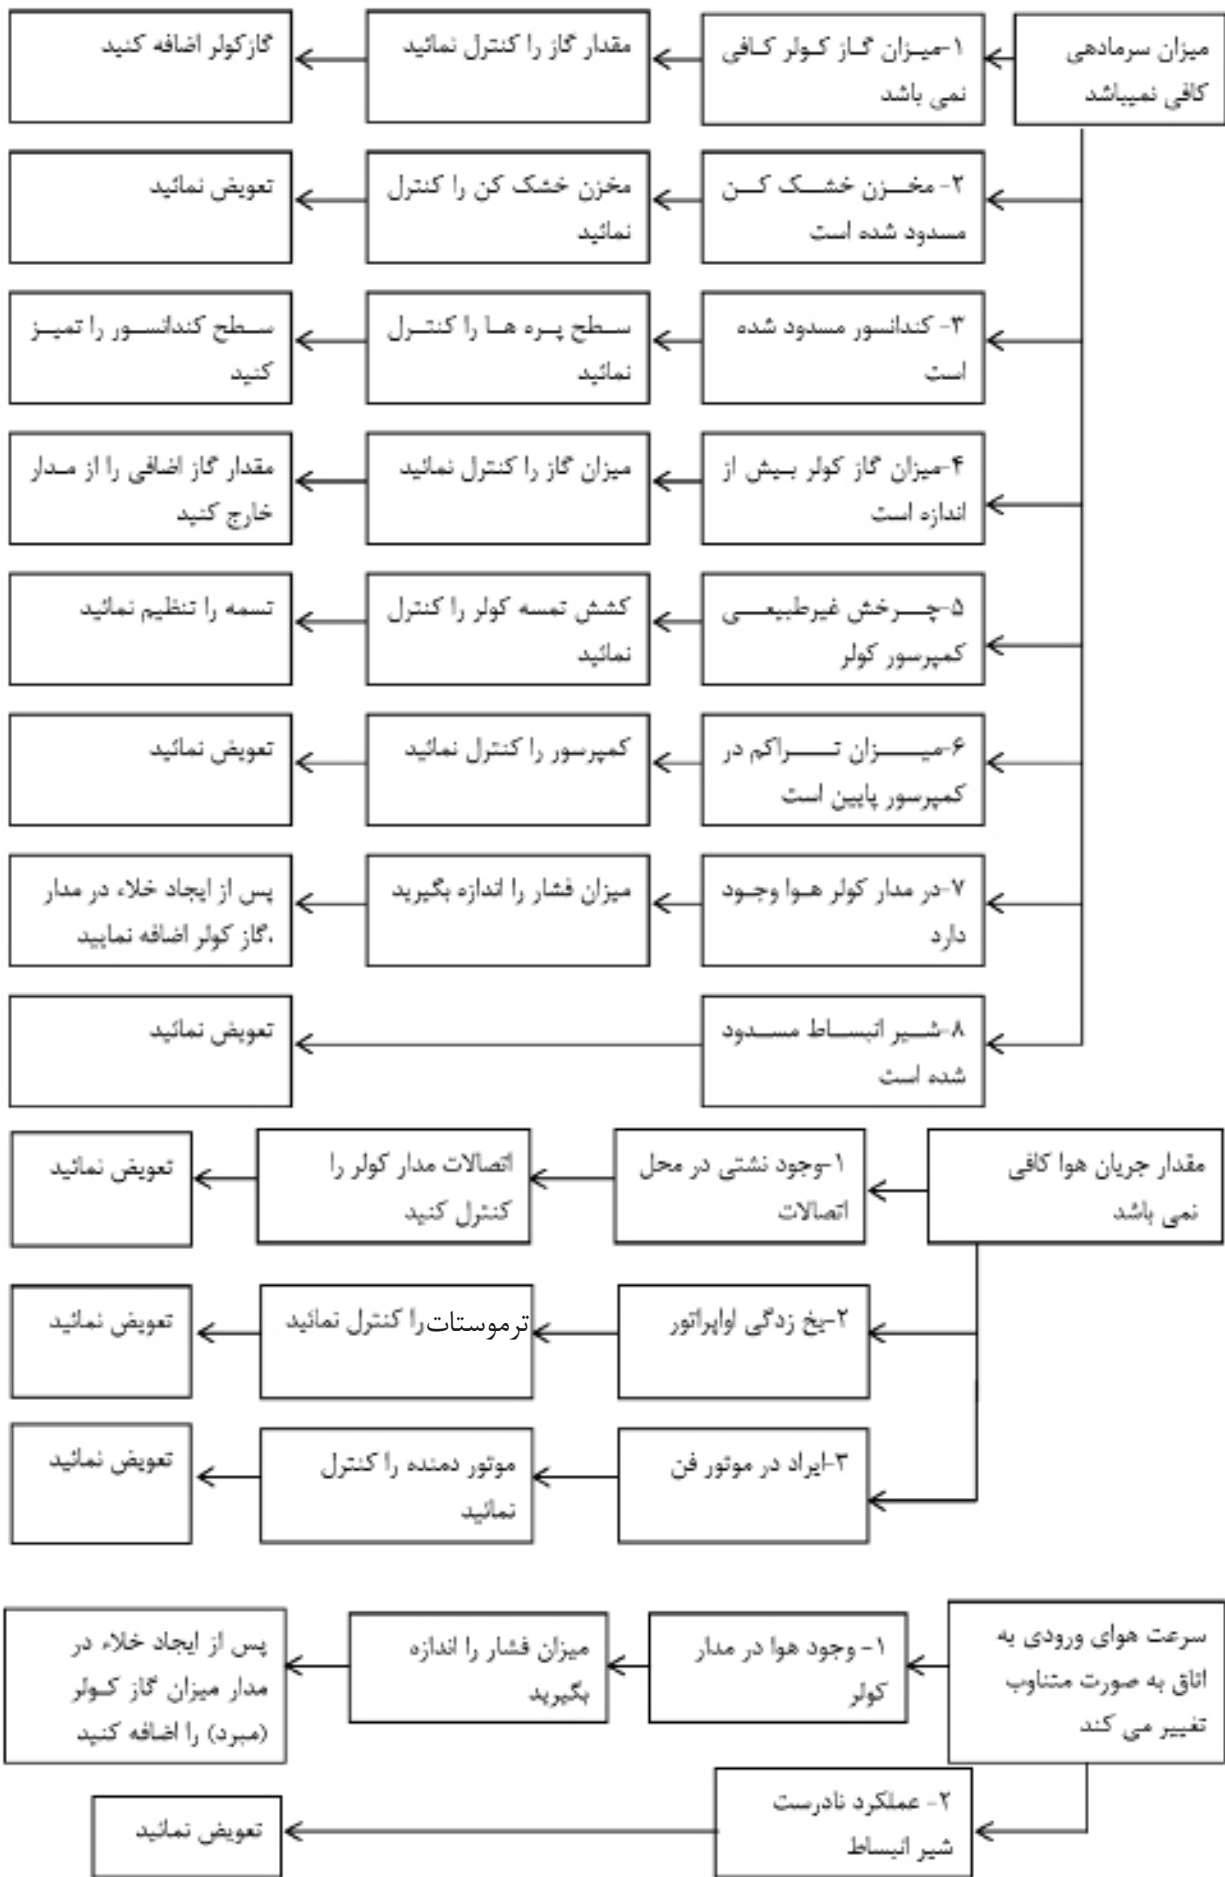 میزان سرمادهی
کافی نمیباشد
۱-میزان گاز کولر کافی
نمی باشد
مقدار گاز را کنترل نمائید
گازکولر اضافه کنید
۲- مخزن خشک کن
مسدود شده است
مخزن خشک کن را کنترل
نمائید
تعویض نمائید
۳- کندانسور مسدود شده
است
سطح پره ها را کنترل
نمائید
سطح کندانسور را تمیز
کنید
۴-میزان گاز کولر بیش از
اندازه است
میزان گاز را کنترل نمائید
مقدار گاز اضافی را از مدار
خارج کنید
۵-چرخش غیرطبیعی
کمپرسور کولر
کشش تمسه کولر را کنترل
نمائید
تسمه را تنظیم نمائید
۶-میزان تراکم در
کمپرسور پایین است
کمپرسور را کنترل نمائید
تعویض نمائید
۷-در مدار کولر هوا وجود
دارد
میزان فشار را اندازه بگیرید
پس از ایجاد خلاء در مدار
،گاز کولر اضافه نمایید
۸-شیر انبساط مسدود
شده است
تعویض نمائید
مقدار جریان هوا کافی
نمی باشد
۱-وجود نشتی در محل
اتصالات
اتصالات مدار کولر را
کنترل کنید
تعویض نمائید
۲-یخ زدگی اواپراتور
ترموستات را کنترل نمائید
تعویض نمائید
۳-ایراد در موتور فن
موتور دمنده را کنترل
نمائید
تعویض نمائید
سرعت هوای ورودی به
اتاق به صورت متناوب
تغییر می کند
۱- وجود هوا در مدار
کولر
میزان فشار را اندازه
بگیرید
پس از ایجاد خلاء در
مدار میزان گاز کولر
(مبرد) را اضافه کنید
۲- عملکرد نادرست
شیر انبساط
تعویض نمائید